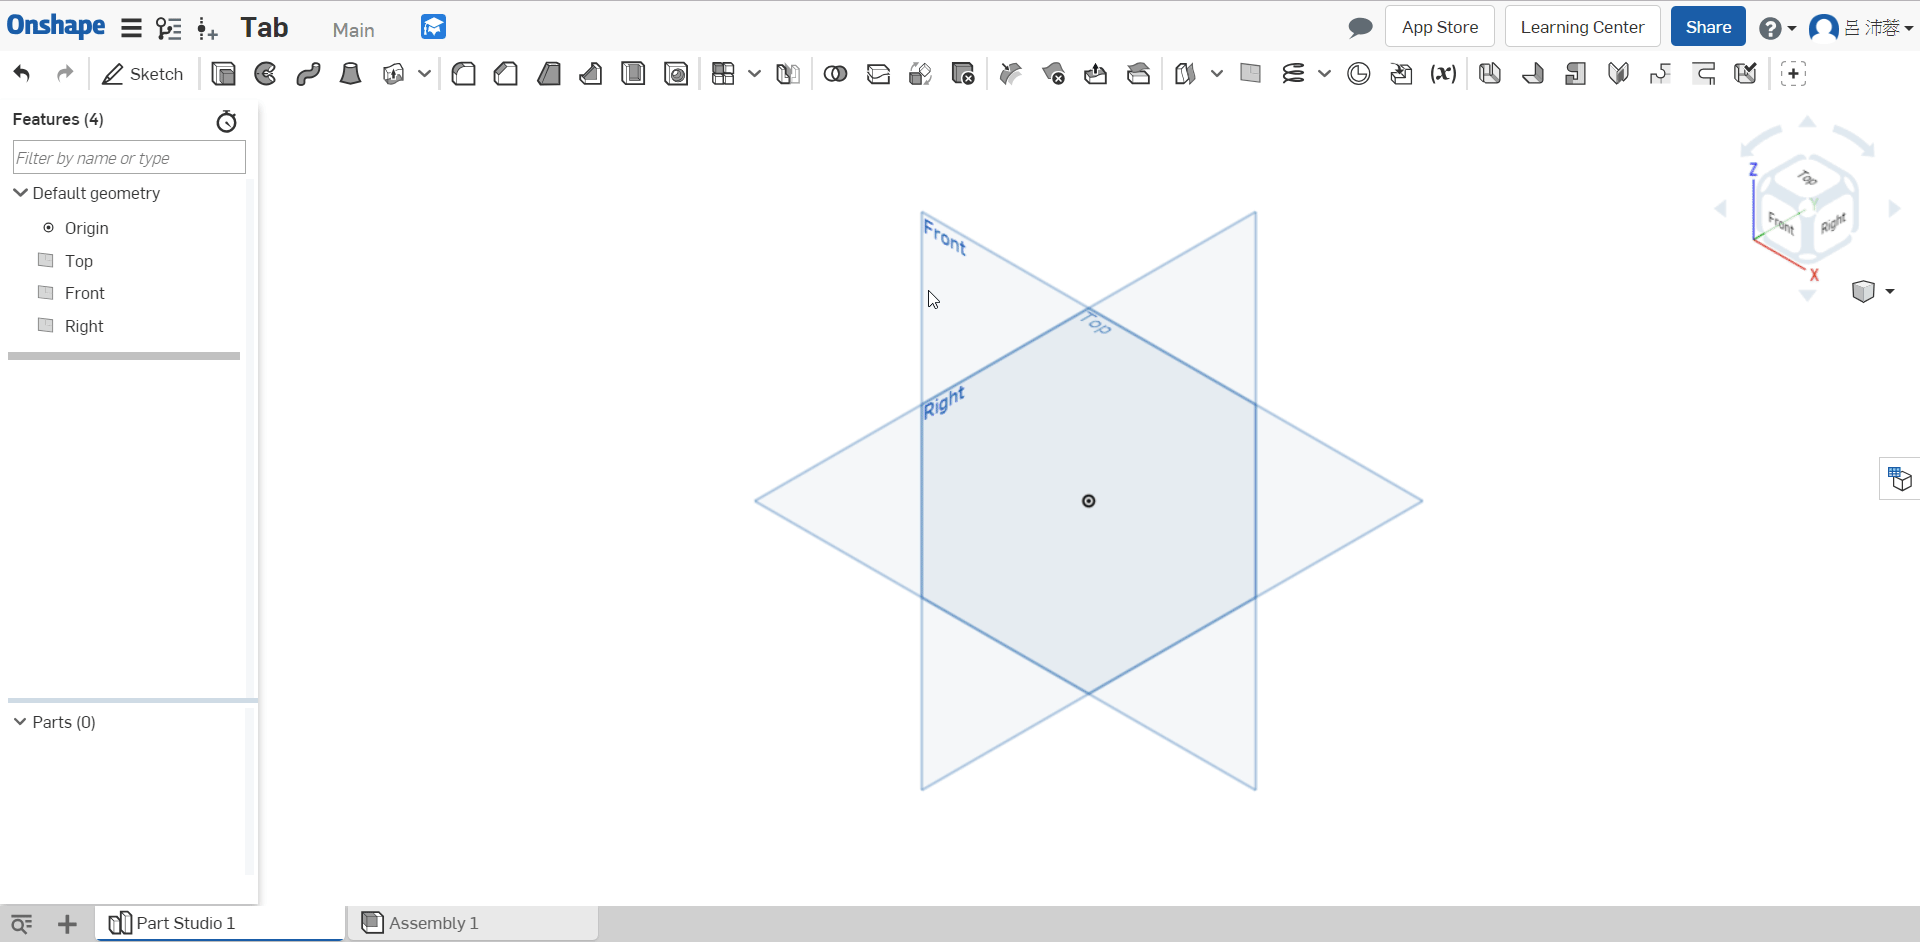 Onshape Tab Main App Store Learning Center Share 呂 沛蓉
Sketch (x)
Features (4)
Filter by name or type
Default geometry
Origin
Top
Front
Right
Parts (0)
Front
Top
Right
Z
Top
Y
Front
Right
X
Part Studio 1
Assembly 1